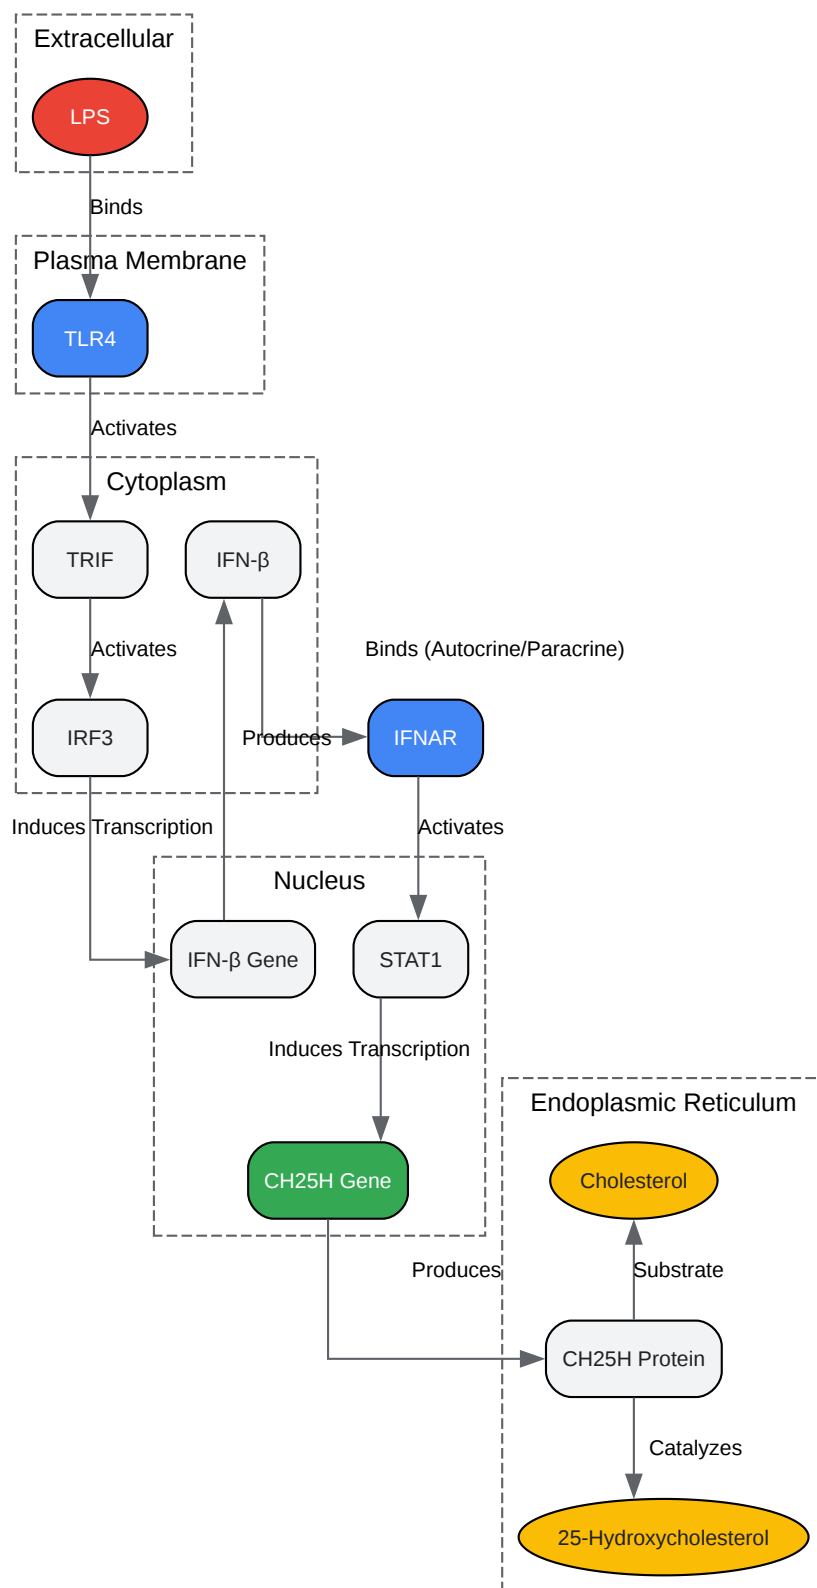 Extracellular
LPS
Binds
Plasma Membrane
TLR4
Activates
Cytoplasm
TRIF
IFN-β
Activates
Binds (Autocrine/Paracrine)
IRF3
Produces
IFNAR
Induces Transcription
Activates
Nucleus
IFN-β Gene
STAT1
Induces Transcription
Endoplasmic Reticulum
CH25H Gene
Cholesterol
Produces
Substrate
CH25H Protein
Catalyzes
25-Hydroxycholesterol